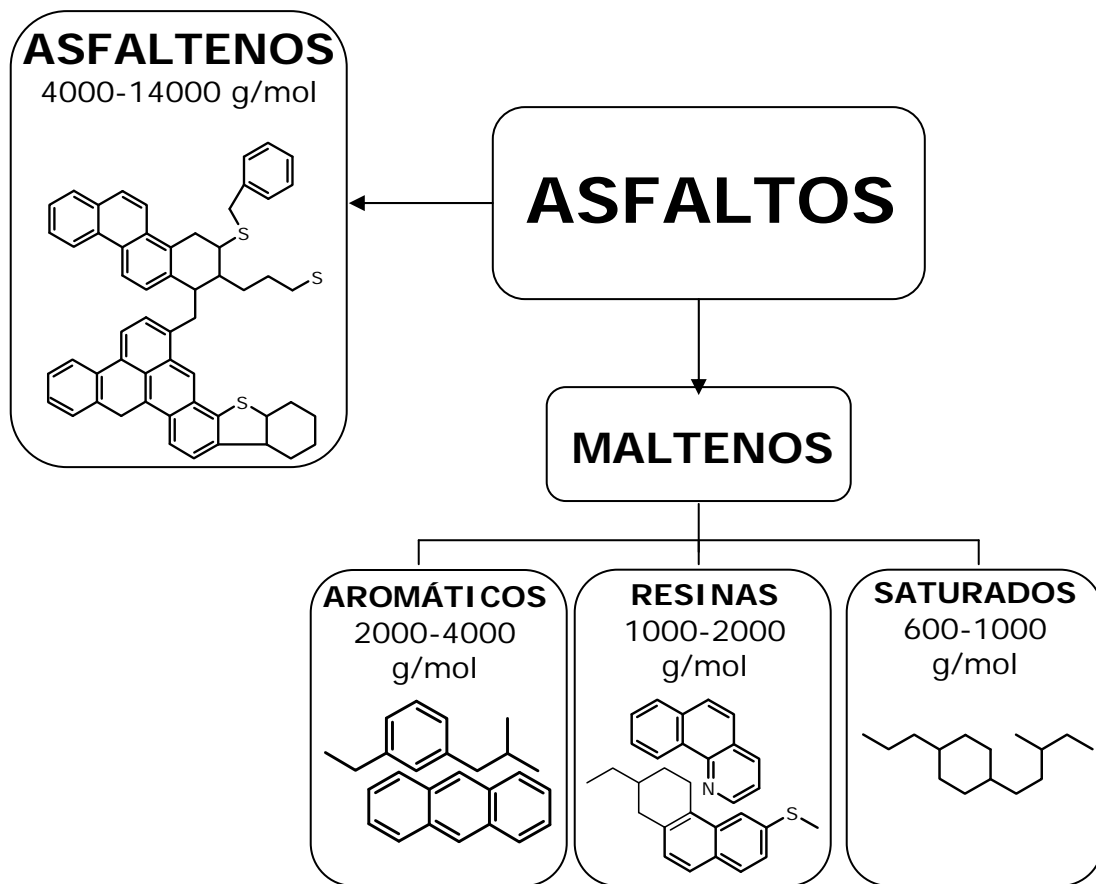 ASFALTENOS
4000-14000 g/mol
S
S
S
ASFALTOS
MALTENOS
AROMÁTICOS
2000-4000
g/mol
RESINAS
1000-2000
g/mol
N
S
SATURADOS
600-1000
g/mol